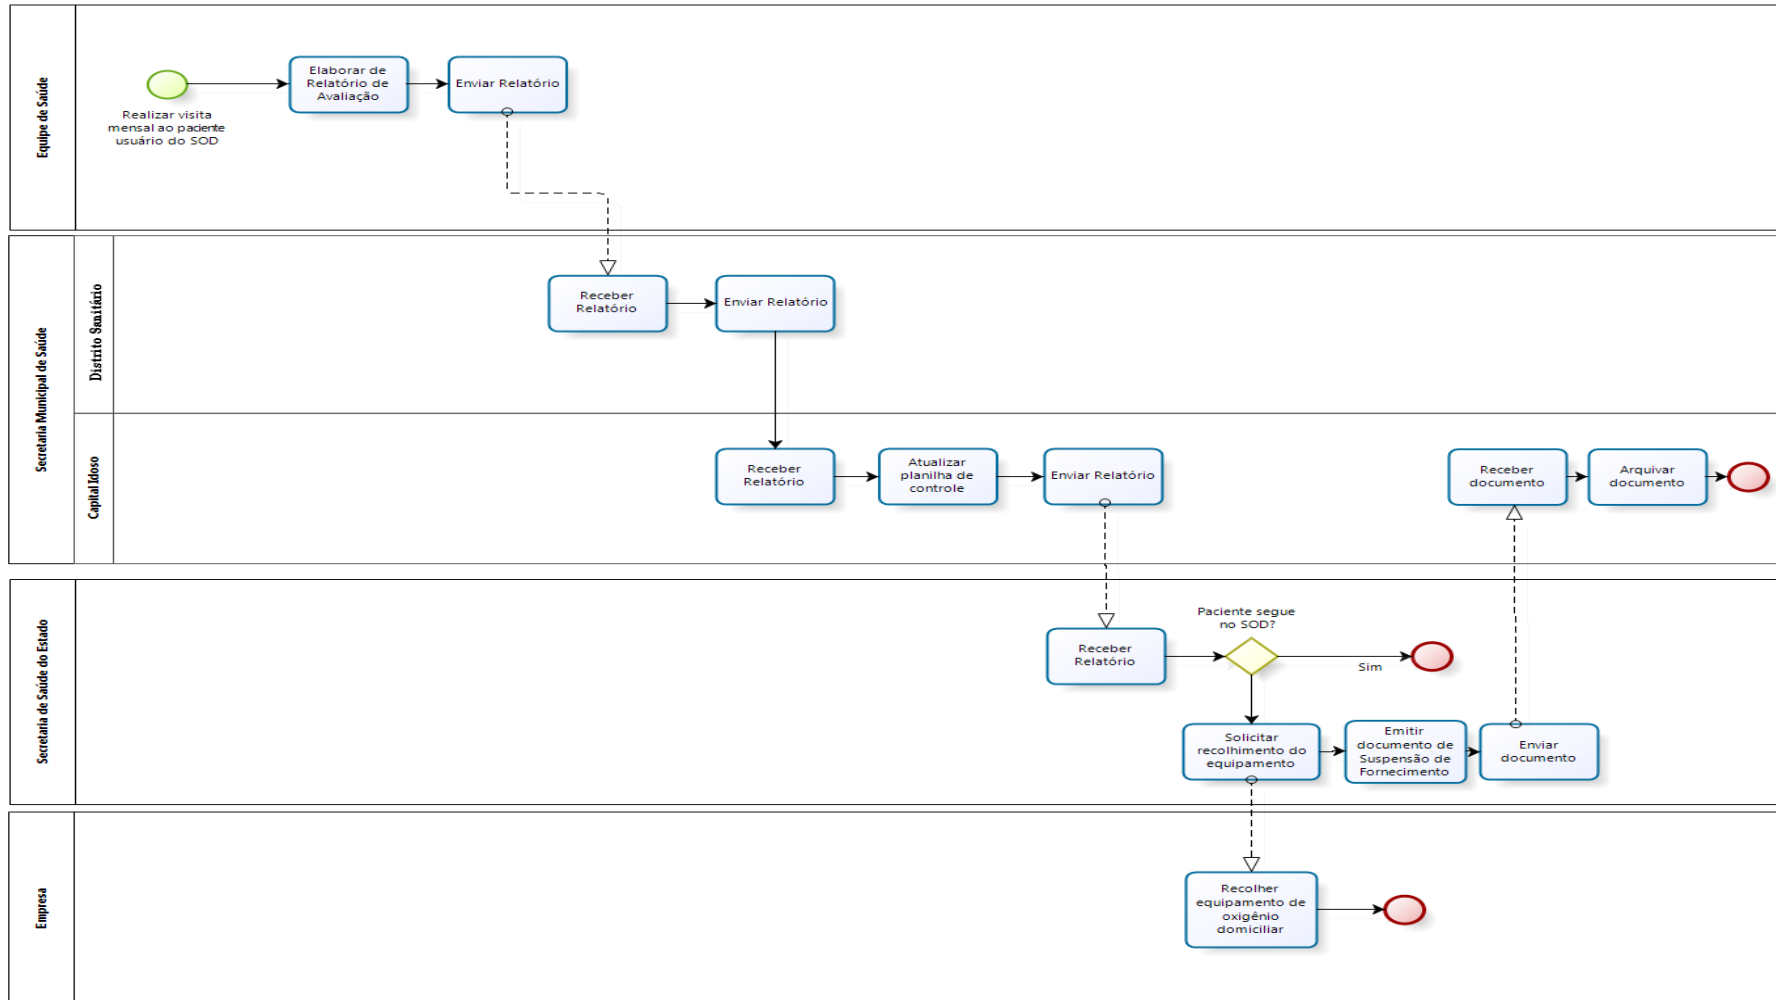 Equipe de Saúde
Realizar visita
mensal ao paciente
usuário do SOD
Elaborar de
Relatório de
Avaliação
Enviar Relatório
Secretaria Municipal de Saúde
Distrito Sanitário
Receber
Relatório
Enviar Relatório
Capital Idoso
Receber
Relatório
Atualizar
planilha de
controle
Enviar Relatório
Receber
documento
Arquivar
documento
Secretaria de Saúde do Estado
Receber
Relatório
Paciente segue
no SOD?
Sim
Solicitar
recolhimento do
equipamento
Emitir
documento de
Suspensão de
Fornecimento
Enviar
documento
Empresa
Recolher
equipamento de
oxigênio
domiciliar